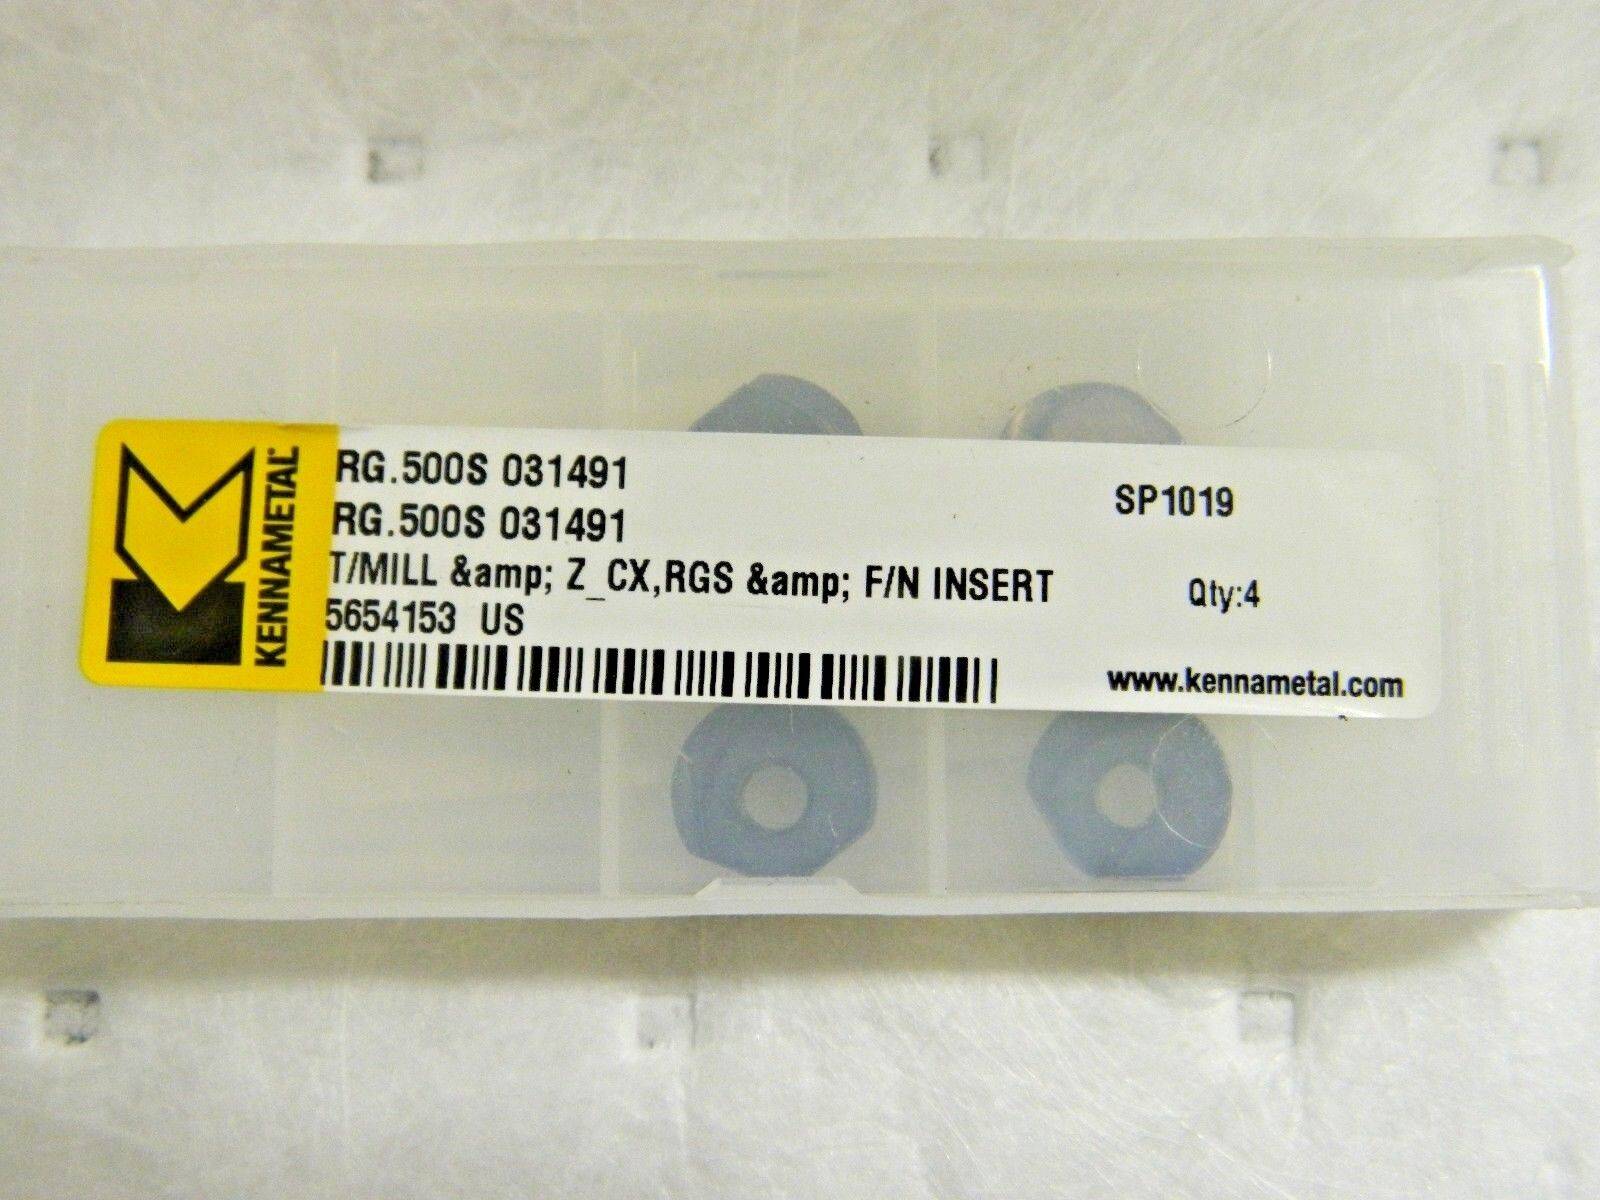 KENNAMETAL
RG.500S 031491
SP1019
RG.500S 031491
T/MILL &amp; Z_CX,RGS &amp; F/N INSERT
Qty:4
5654153 US
www.kennametal.com